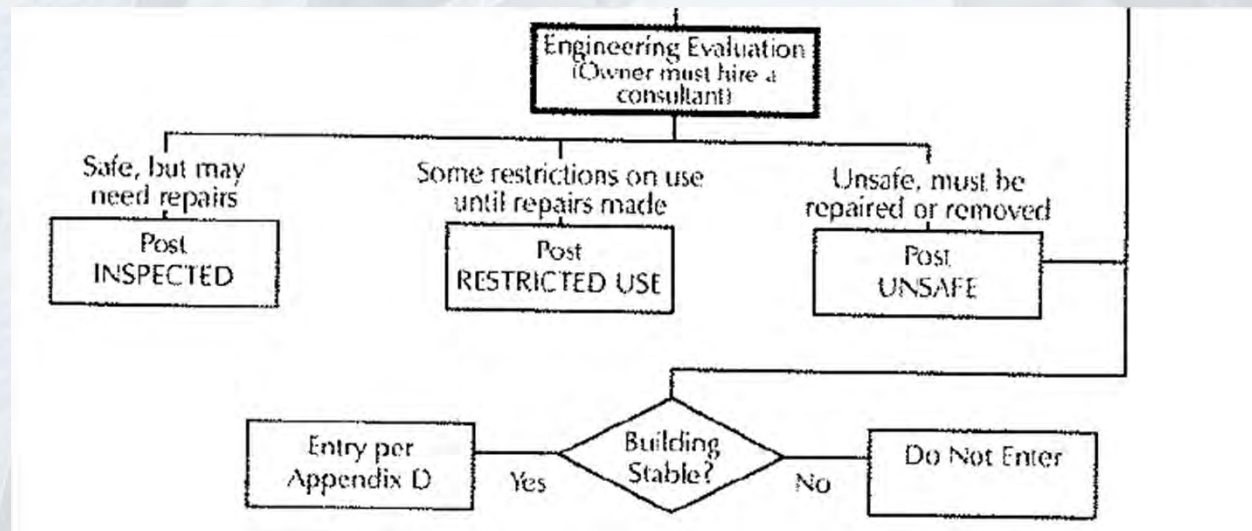 Engineering Evaluation
(Owner must hire a
consultant)
Safe, but may
need repairs
Some restrictions on use
until repairs made
Unsafe, must be
repaired or removed
Post
INSPECTED
Post
RESTRICTED USE
Post
UNSAFE
Entry per
Appendix D
Yes
Building
Stable?
No
Do Not Enter